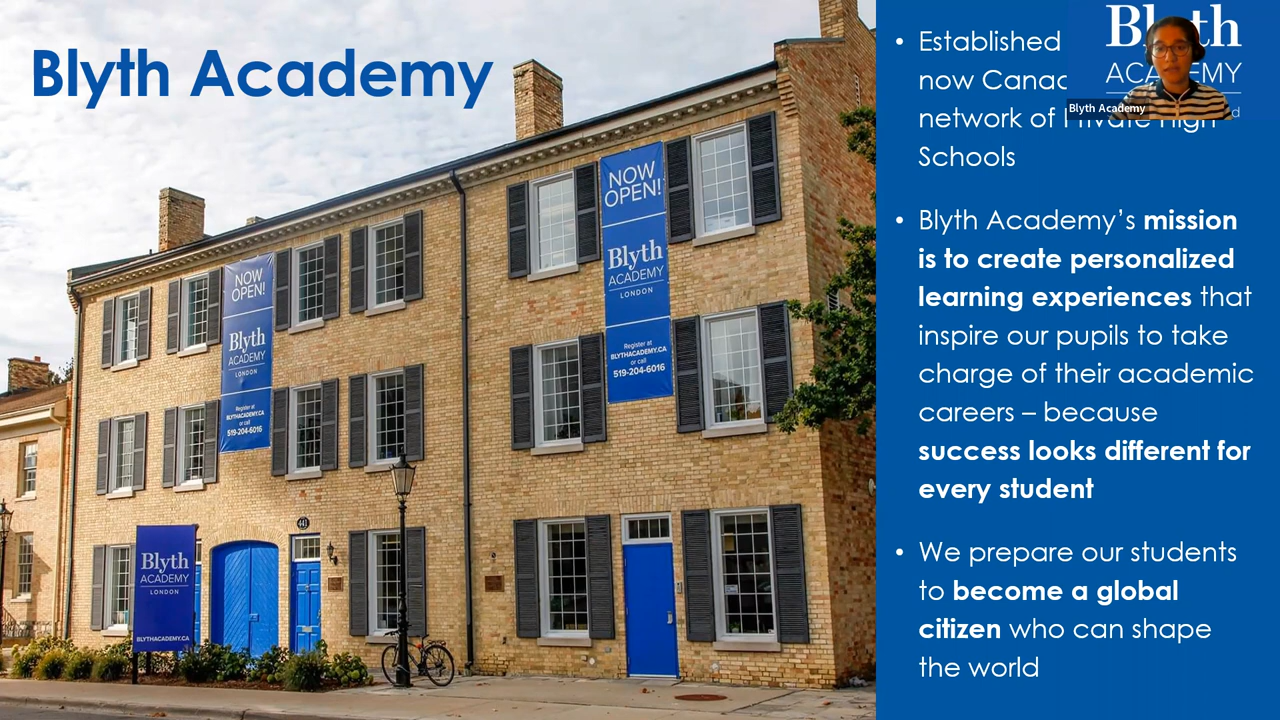 Blyth Academy
NOW
OPEN!
Blyth
ACADEMY
LONDON
Register at
BLYTHACADEMY.CA
or call
519-204-6016
NOW
OPEN!
Blyth
ACADEMY
LONDON
Register at
BLYTHACADEMY.CA
or call
519-204-6016
441
Blyth
ACADEMY
LONDON
BLYTHACADEMY.CA
• Established
now
network of Private High
Schools
• Blyth Academy’s mission
is to create personalized
learning experiences that
inspire our pupils to take
charge of their academic
careers – because
success looks different for
every student
• We prepare our students
to become a global
citizen who can shape
the world
Blyth
ACADEMY
Blyth Academy